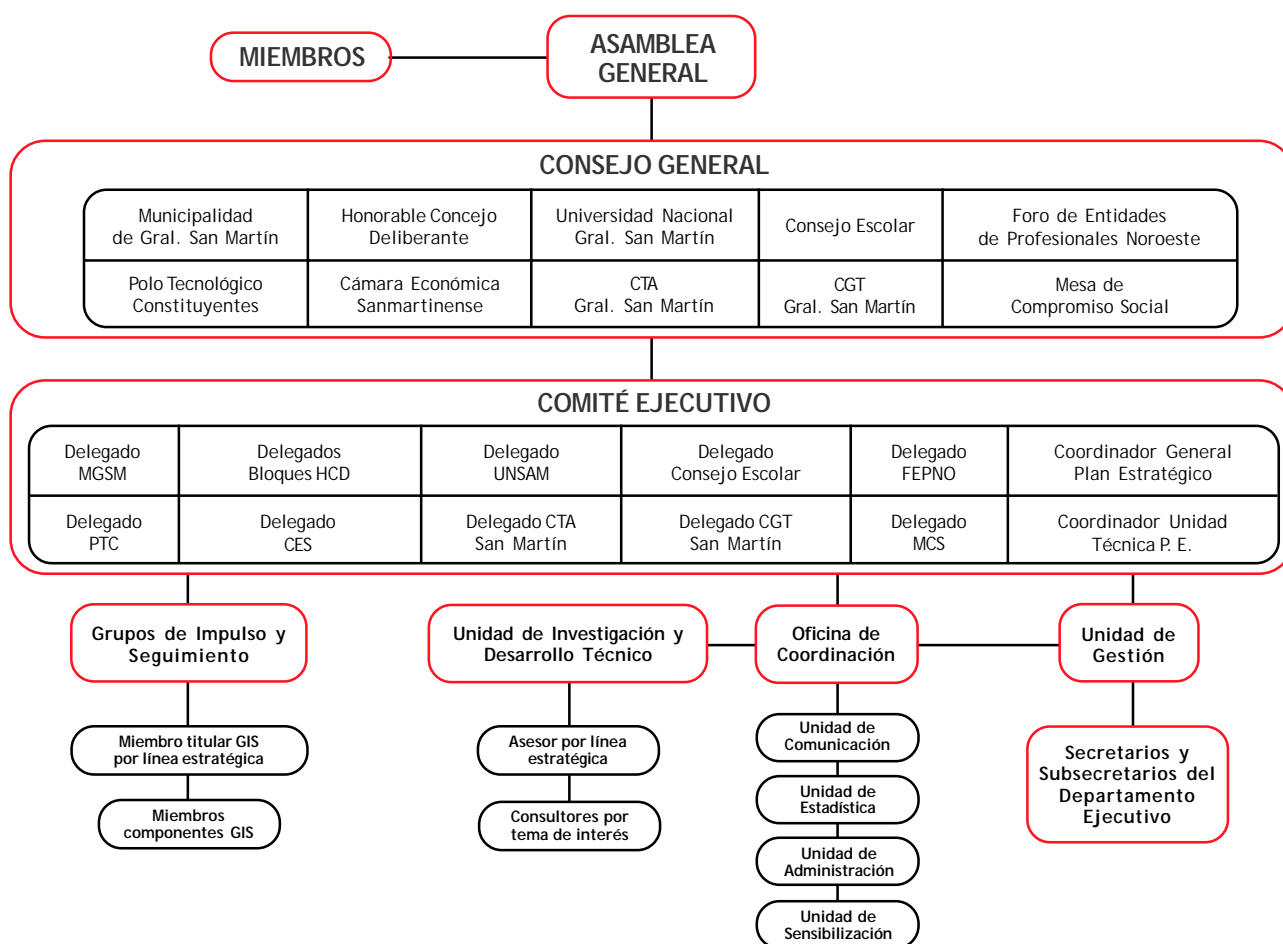 MIEMBROS
ASAMBLEA
GENERAL
CONSEJO GENERAL
Municipalidad
de Gral. San Martín
Honorable Concejo
Deliberante
Universidad Nacional
Gral. San Martín
Consejo Escolar
Foro de Entidades
de Profesionales Noroeste
Polo Tecnológico
Constituyentes
Cámara Económica
Sanmartinense
CTA
Gral. San Martín
CGT
Gral. San Martín
Mesa de
Compromiso Social
COMITÉ EJECUTIVO
Delegado
MGSM
Delegados
Bloques HCD
Delegado
UNSAM
Delegado
Consejo Escolar
Delegado
FEPNO
Coordinador General
Plan Estratégico
Delegado
PTC
Delegado
CES
Delegado CTA
San Martín
Delegado CGT
San Martín
Delegado
MCS
Coordinador Unidad
Técnica P. E.
Grupos de Impulso y
Seguimiento
Unidad de Investigación y
Desarrollo Técnico
Oficina de
Coordinación
Unidad de
Gestión
Miembro titular GIS
por línea estratégica
Miembros
componentes GIS
Asesor por línea
estratégica
Consultores por
tema de interés
Unidad de
Comunicación
Unidad de
Estadística
Unidad de
Administración
Unidad de
Sensibilización
Secretarios y
Subsecretarios del
Departamento
Ejecutivo